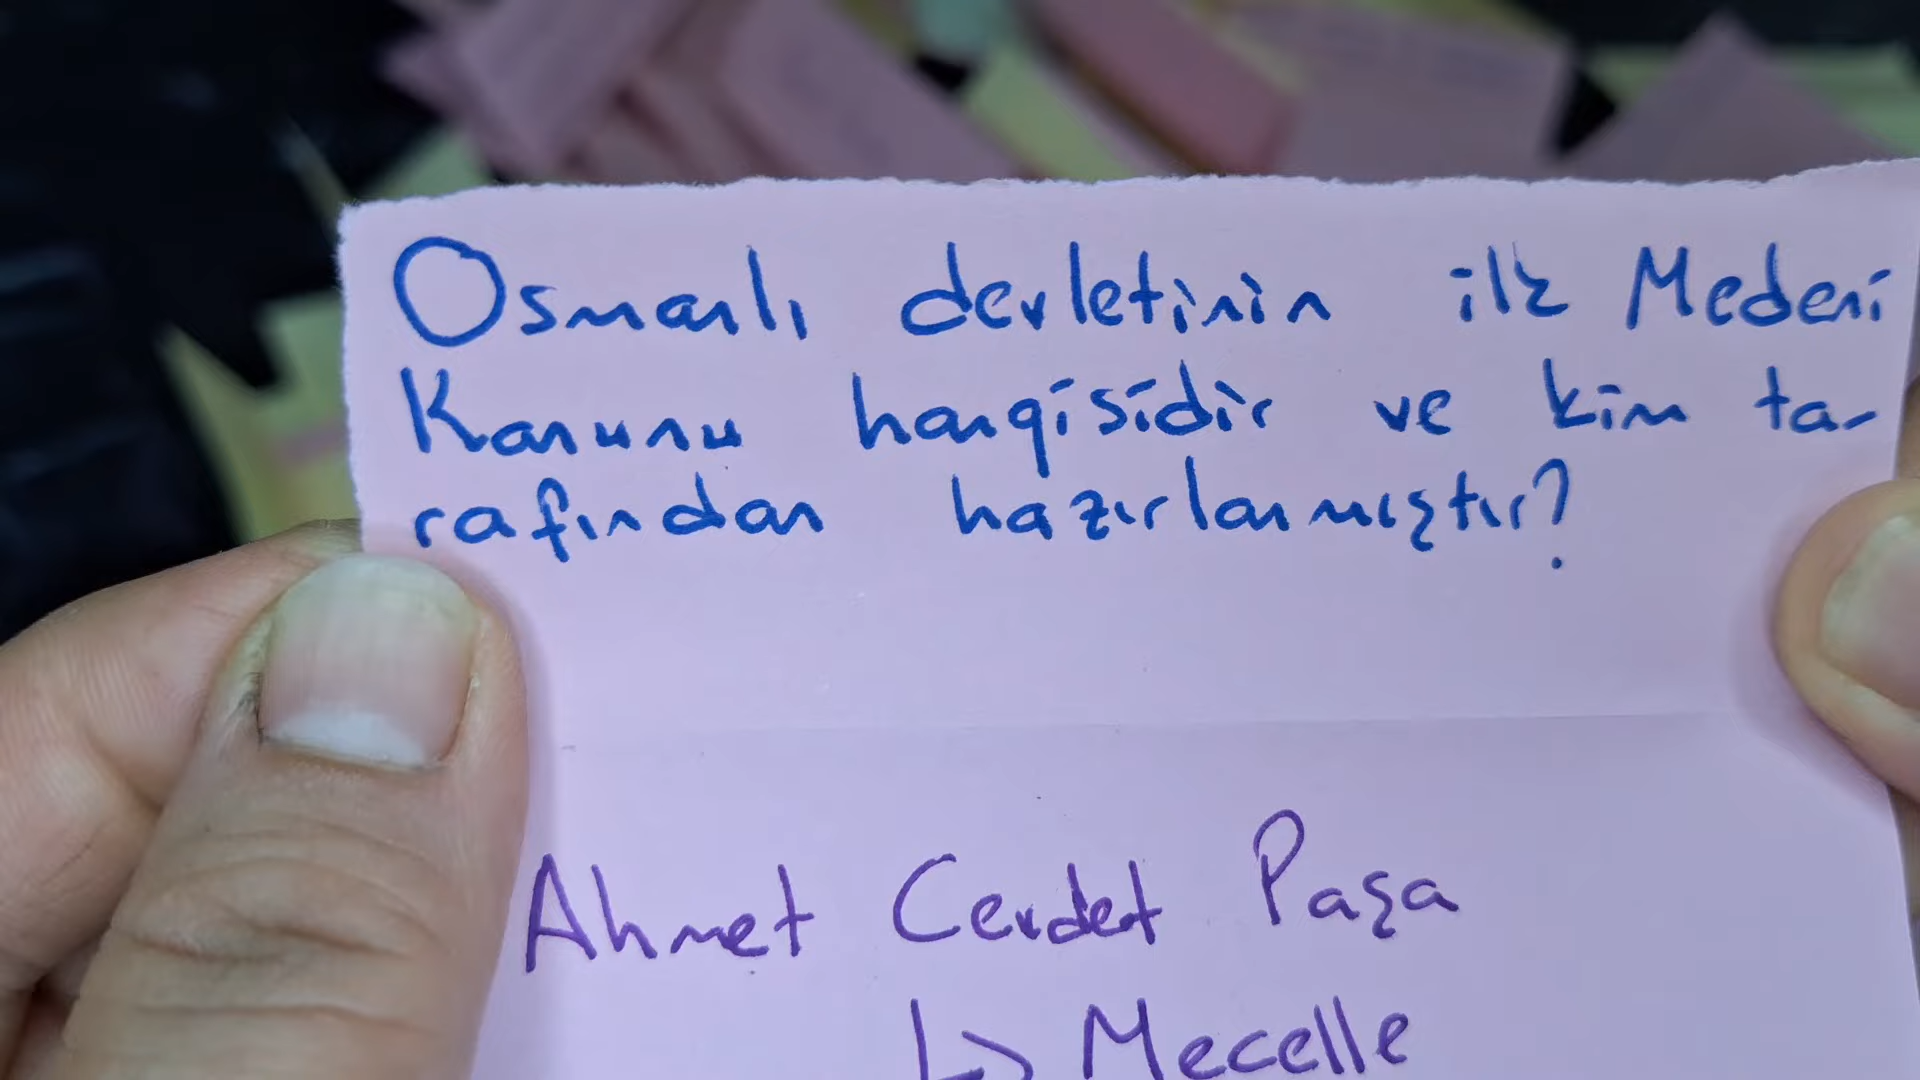 Osmanlı devletinin ilk Medeni
Kanunu hangisidir ve kim ta-
rafından hazırlanmıştır?
Ahmet Cevdet Paşa
↳ Mecelle